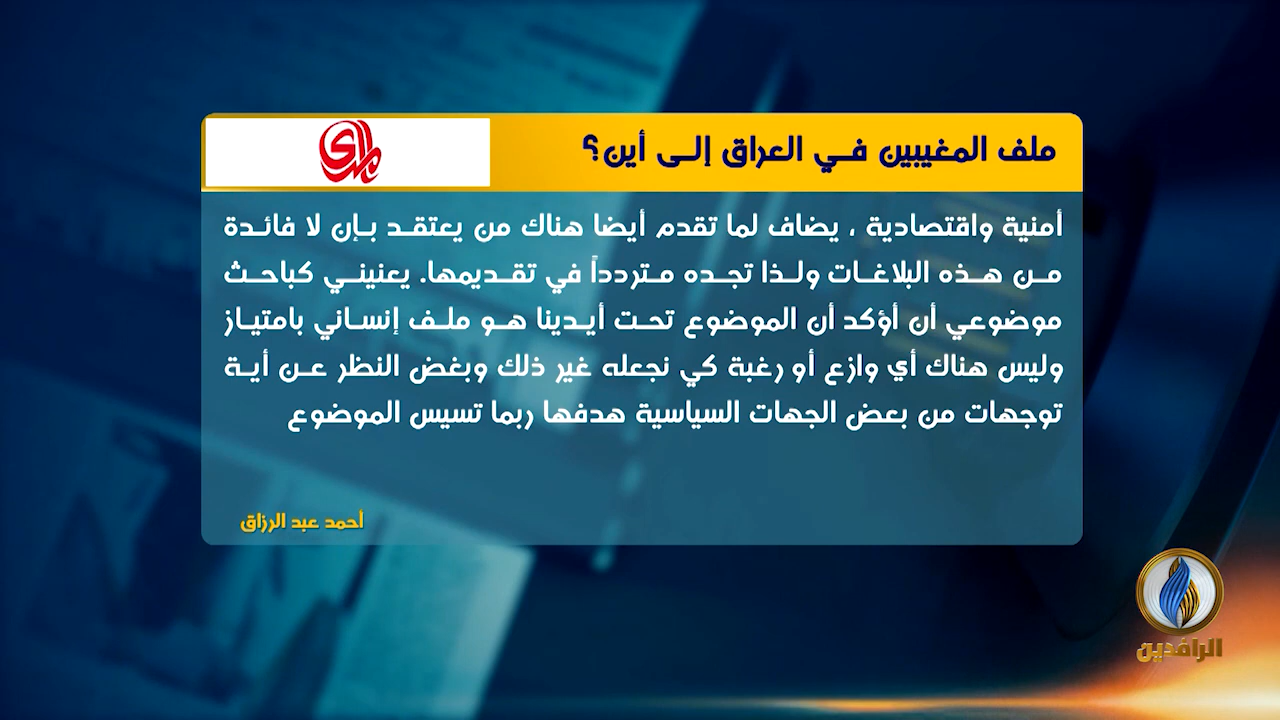 ملف المغيبين في العراق إلى أين؟
المدى
أمنية واقتصادية ، يضاف لما تقدم أيضا هناك من يعتقد بإن لا فائدة
من هذه البلاغات ولذا تجده متردداً في تقديمها. يعنيني كباحث
موضوعي أن أؤكد أن الموضوع تحت أيدينا هو ملف إنساني بامتياز
وليس هناك أي وازع أو رغبة كي نجعله غير ذلك وبغض النظر عن أية
توجهات من بعض الجهات السياسية هدفها ربما تسيس الموضوع
أحمد عبد الرزاق
الرافدين